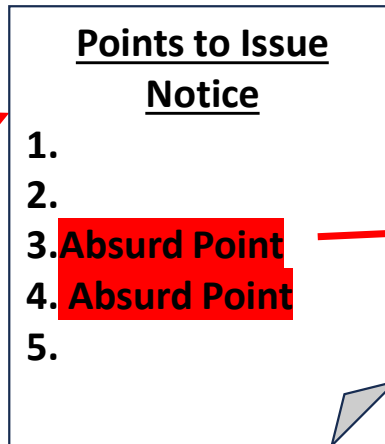 Points to Issue
Notice
1.
2.
3.Absurd Point
4. Absurd Point
5.